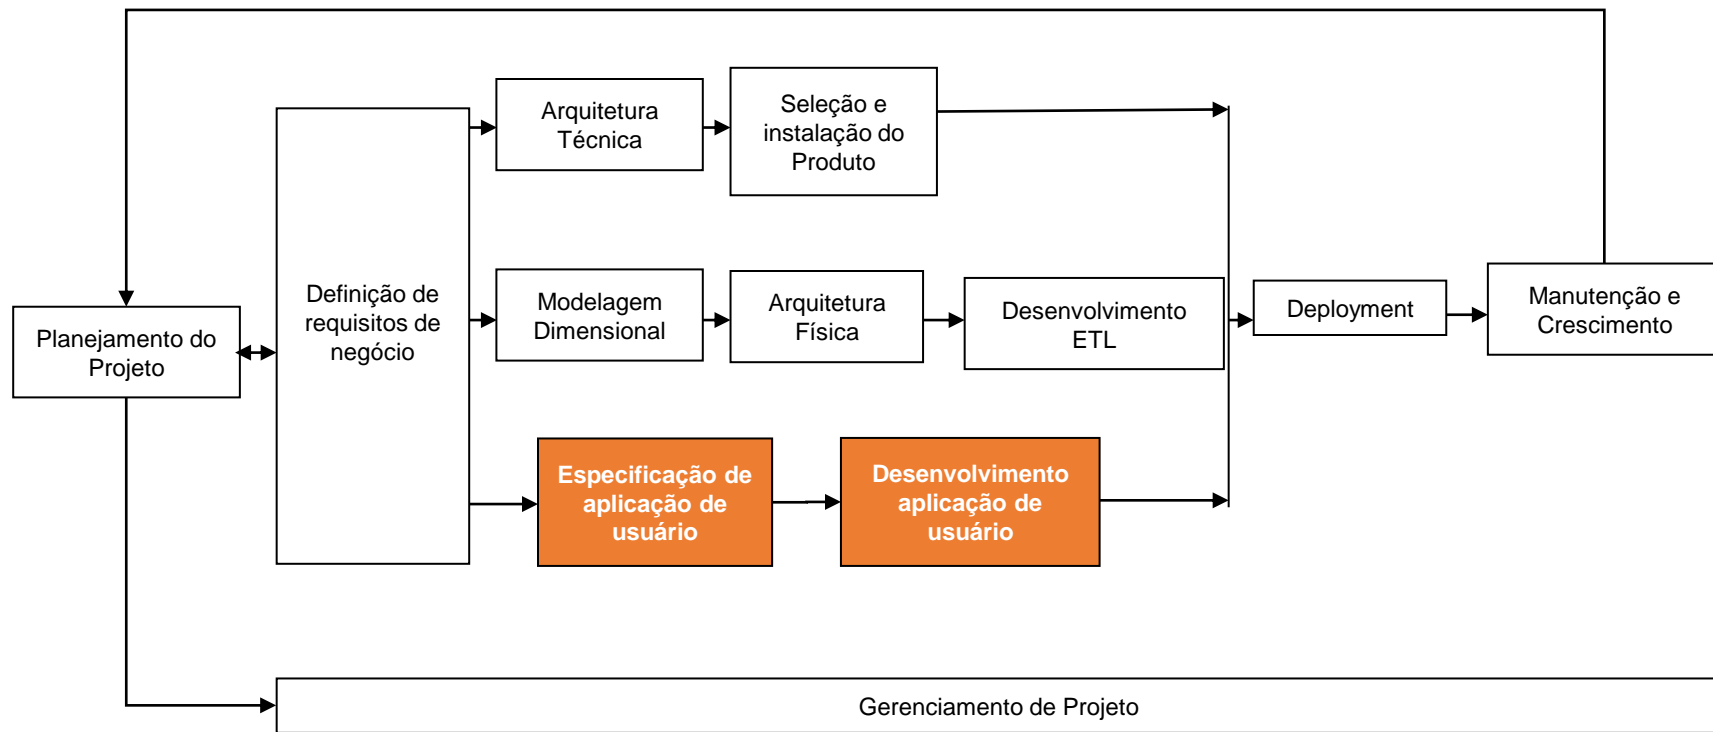 Arquitetura
Técnica
Seleção e
instalação do
Produto
Planejamento do
Projeto
Definição de
requisitos de
negócio
Modelagem
Dimensional
Arquitetura
Física
Desenvolvimento
ETL
Deployment
Manutenção e
Crescimento
Especificação de
aplicação de
usuário
Desenvolvimento
aplicação de
usuário
Gerenciamento de Projeto